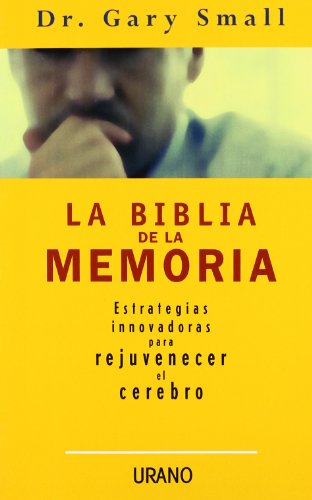 Dr. Gary Small
LA BIBLIA
DE LA
MEMORIA
Estrategias
innovadoras
para
rejuvenecer
el
cerebro
URANO